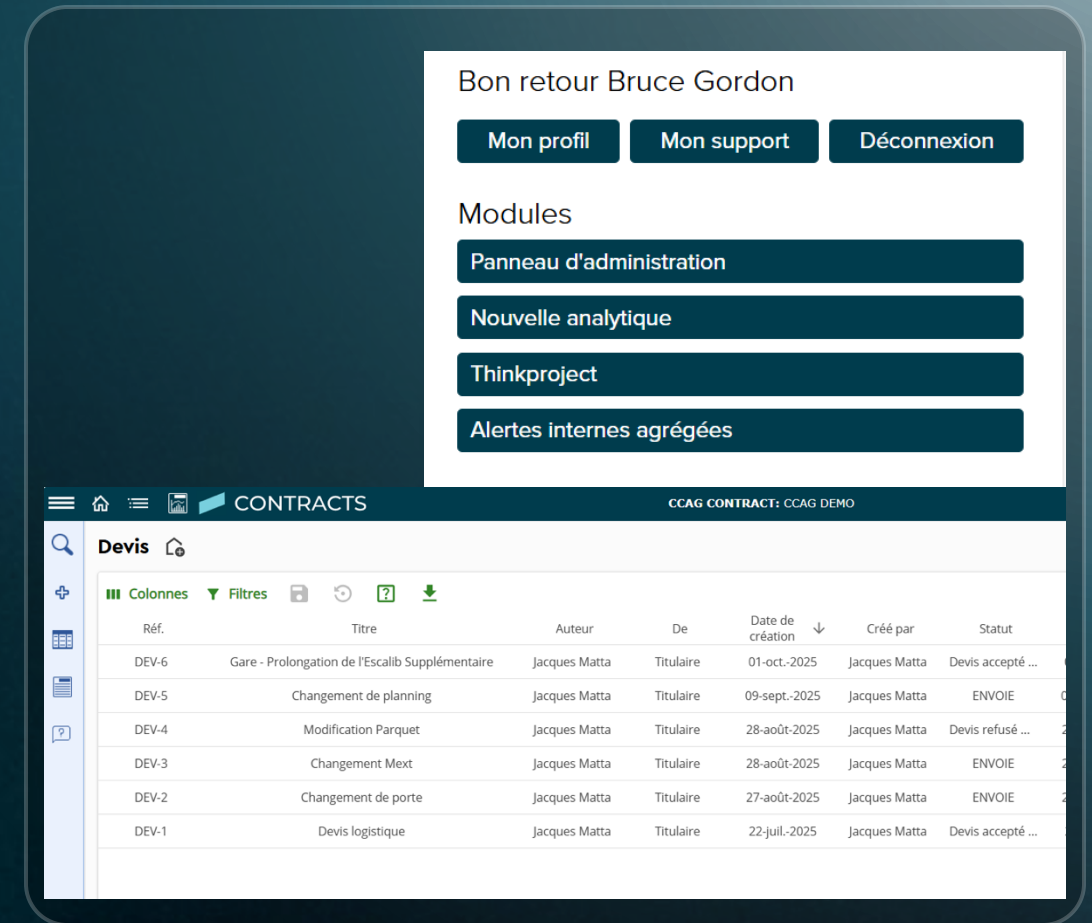 Bon retour Bruce Gordon
Mon profil Mon support Déconnexion
Modules
Panneau d'administration
Nouvelle analytique
Thinkproject
Alertes internes agrégées
CONTRACTS CCAG CONTRACT: CCAG DEMO
Devis
Colonnes Filtres
Réf. Titre Auteur De Date de création Créé par Statut
DEV-6 Gare - Prolongation de l'Escalib Supplémentaire Jacques Matta Titulaire 01-oct.-2025 Jacques Matta Devis accepté ...
DEV-5 Changement de planning Jacques Matta Titulaire 09-sept.-2025 Jacques Matta ENVOIE
DEV-4 Modification Parquet Jacques Matta Titulaire 28-août-2025 Jacques Matta Devis refusé ...
DEV-3 Changement Mext Jacques Matta Titulaire 28-août-2025 Jacques Matta ENVOIE
DEV-2 Changement de porte Jacques Matta Titulaire 27-août-2025 Jacques Matta ENVOIE
DEV-1 Devis logistique Jacques Matta Titulaire 22-juil.-2025 Jacques Matta Devis accepté ...